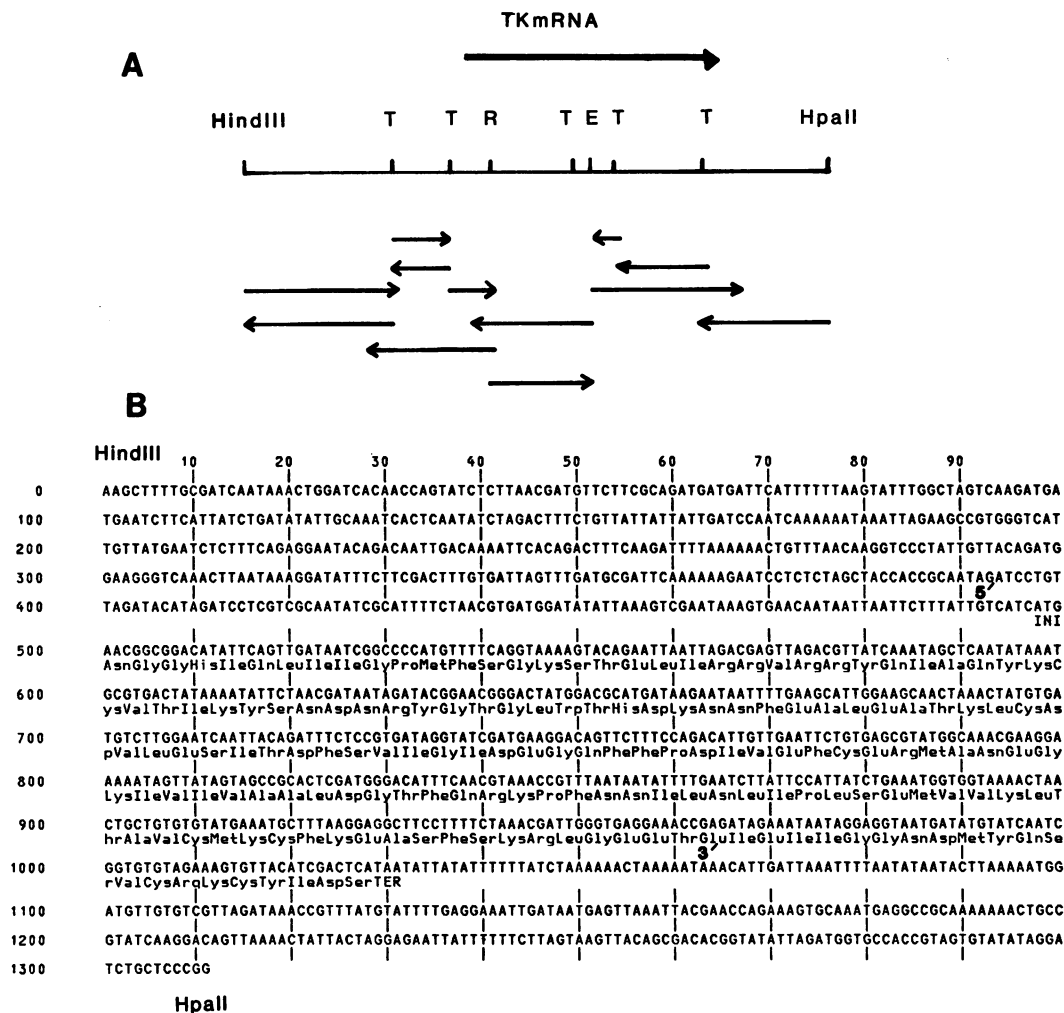 TKmRNA
A
HindIII T T R T E T T HpaII
B
HindIII 10 20 30 40 50 60 70 80 90
0 AAGCTTTTGCGATCAATAAACTGGATCACAACCAGTATCTCTTAACGATGTTCTTCGCAGATGATGATTCATTTTTTAAGTATTTGGCTAGTCAAGATGA
100 TGAATCTTCATTATCTGATATATTGCAAATCACTCAATATCTAGACTTTCTGTTATTATTATTGATCCAATCAAAAAATAAATTAGAAGCCGTGGGTCAT
200 TGTTATGAATCTCTTTCAGAGGAATACAGACAATTGACAAAATTCACAGACTTTCAAGATTTTAAAAAACTGTTTAACAAGGTCCCTATTGTTACAGATG
300 GAAGGGTCAAACTTAATAAAGGATATTTCTTCGACTTTGTGATTAGTTTGATGCGATTCAAAAAAGAATCCTCTCTAGCTACCACCGCAATAGATCCTGT
5′
400 TAGATACATAGATCCTCGTCGCAATATCGCATTTTCTAACGTGATGGATATATTAAAGTCGAATAAAGTGAACAATAATTAATTCTTTATTGTCATCATG
INI
500 AACGGCGGACATATTCAGTTGATAATCGGCCCCATGTTTTCAGGTAAAAGTACAGAATTAATTAGACGAGTTAGACGTTATCAAATAGCTCAATATAAAT
AsnGlyGlyHisIleGlnLeuIleIleGlyProMetPheSerGlyLysSerThrGluLeuIleArgArgValArgArgTyrGlnIleAlaGlnTyrLysC
600 GCGTGACTATAAAATATTCTAACGATAATAGATACGGAACGGGACTATGGACGCATGATAAGAATAATTTTGAAGCATTGGAAGCAACTAAACTATGTGA
ysValThrIleLysTyrSerAsnAspAsnArgTyrGlyThrGlyLeuTrpThrHisAspLysAsnAsnPheGluAlaLeuGluAlaThrLysLeuCysAs
700 TGTCTTGGAATCAATTACAGATTTCTCCGTGATAGGTATCGATGAAGGACAGTTCTTTCCAGACATTGTTGAATTCTGTGAGCGTATGGCAAACGAAGGA
pValLeuGluSerIleThrAspPheSerValIleGlyIleAspGluGlyGlnPhePheProAspIleValGluPheCysGluArgMetAlaAsnGluGly
800 AAAATAGTTATAGTAGCCGCACTCGATGGGACATTTCAACGTAAACCGTTTAATAATATTTTGAATCTTATTCCATTATCTGAAATGGTGGTAAAACTAA
LysIleValIleValAlaAlaLeuAspGlyThrPheGlnArgLysProPheAsnAsnIleLeuAsnLeuIleProLeuSerGluMetValValLysLeuT
900 CTGCTGTGTGTATGAAATGCTTTAAGGAGGCTTCCTTTTCTAAACGATTGGGTGAGGAAACCGAGATAGAAATAATAGGAGGTAATGATATGTATCAATC
hrAlaValCysMetLysCysPheLysGluAlaSerPheSerLysArgLeuGlyGluGluThrGluIleGluIleIleGlyGlyAsnAspMetTyrGlnSe
3′
1000 GGTGTGTAGAAAGTGTTACATCGACTCATAATATTATATTTTTTATCTAAAAAACTAAAAATAAACATTGATTAAATTTTAATATAATACTTAAAAATGG
rValCysArgLysCysTyrIleAspSerTER
1100 ATGTTGTGTCGTTAGATAAACCGTTTATGTATTTTGAGGAAATTGATAATGAGTTAAATTACGAACCAGAAAGTGCAAATGAGGCCGCAAAAAAACTGCC
1200 GTATCAAGGACAGTTAAAACTATTACTAGGAGAATTATTTTTTCTTAGTAAGTTACAGCGACACGGTATATTAGATGGTGCCACCGTAGTGTATATAGGA
1300 TCTGCTCCCGG
HpaII